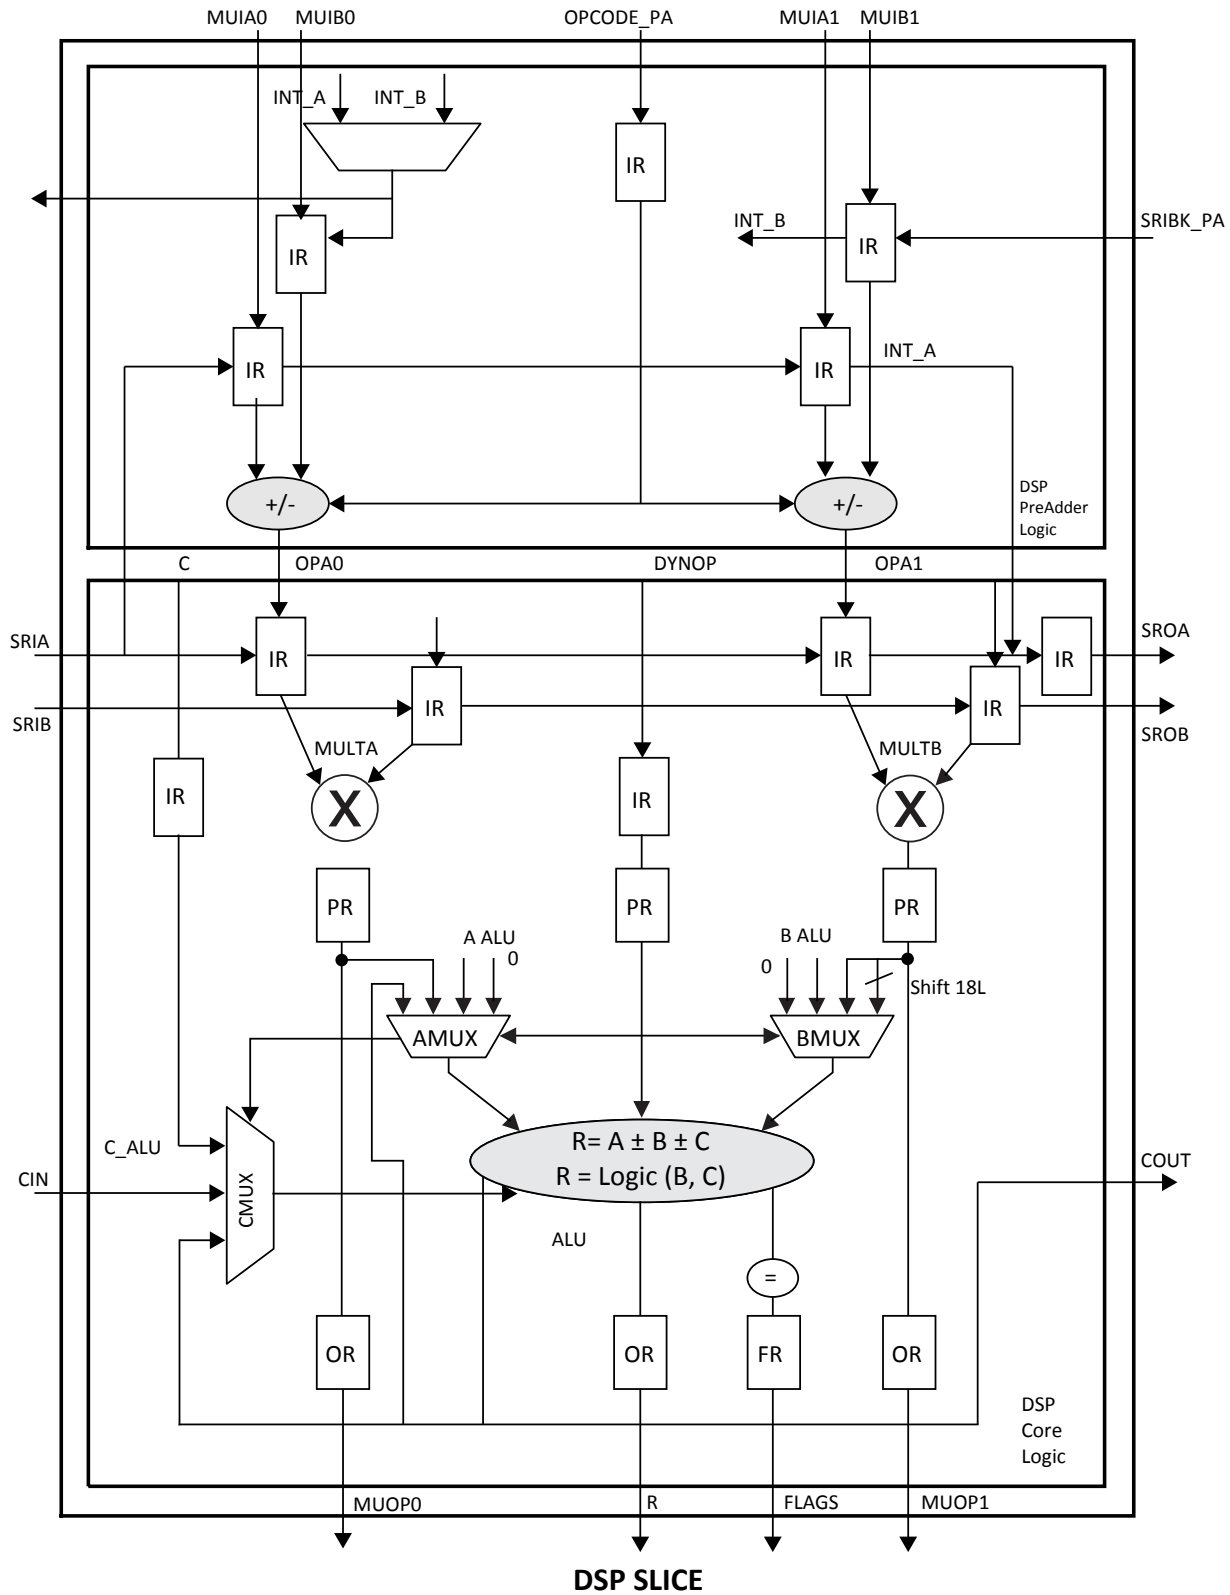 MUIA0 MUIB0 OPCODE_PA MUIA1 MUIB1
INT_A INT_B
IR
IR INT_B IR SRIBK_PA
IR IR INT_A
+/- +/- DSP
PreAdder
Logic
C OPA0 DYNOP OPA1
SRIA IR IR IR SROA
SRIB IR IR SROB
MULTA MULTB
IR X IR X
PR PR PR
A ALU B ALU
0 0
Shift 18L
AMUX BMUX
R= A ± B ± C
C_ALU R = Logic (B, C) COUT
CIN CMUX
ALU
=
OR OR FR OR
DSP
Core
Logic
MUOP0 R FLAGS MUOP1
DSP SLICE